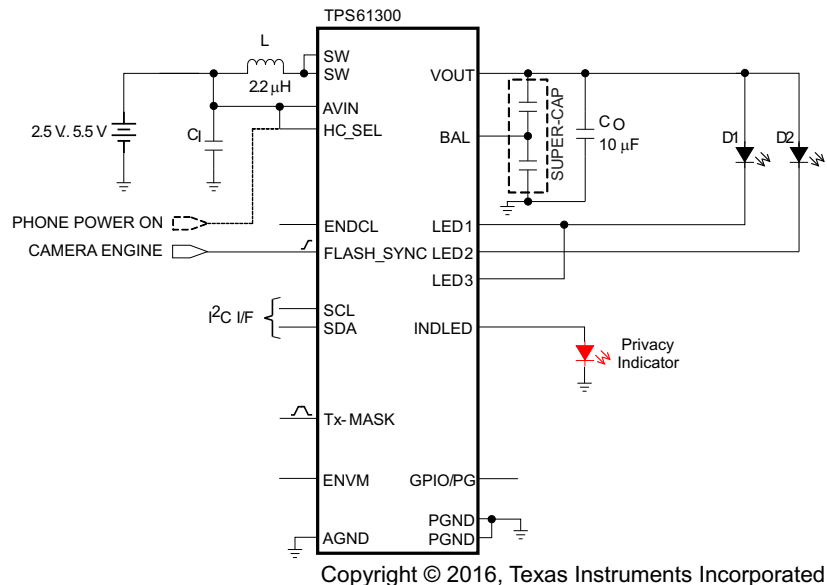 TPS61300
L
2.2 μH
SW
SW
AVIN
HC_SEL
2.5 V. 5.5 V
CI
PHONE POWER ON
CAMERA ENGINE
ENDCL
FLASH_SYNC
I2C I/F
SCL
SDA
Tx-MASK
ENVM
AGND
VOUT
BAL
SUPER-CAP
CO
10 μF
D1
D2
LED1
LED2
LED3
INDLED
Privacy
Indicator
GPIO/PG
PGND
PGND
Copyright © 2016, Texas Instruments Incorporated